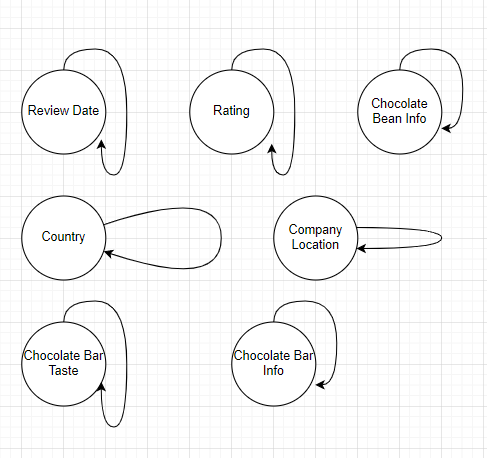 Review Date
Rating
Chocolate
Bean Info
Country
Company
Location
Chocolate Bar
Taste
Chocolate Bar
Info